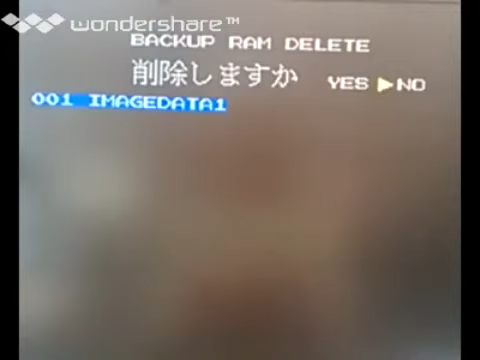 wondershare™
BACKUP RAM DELETE
削除しますか YES ▶NO
001 IMAGEDATA1